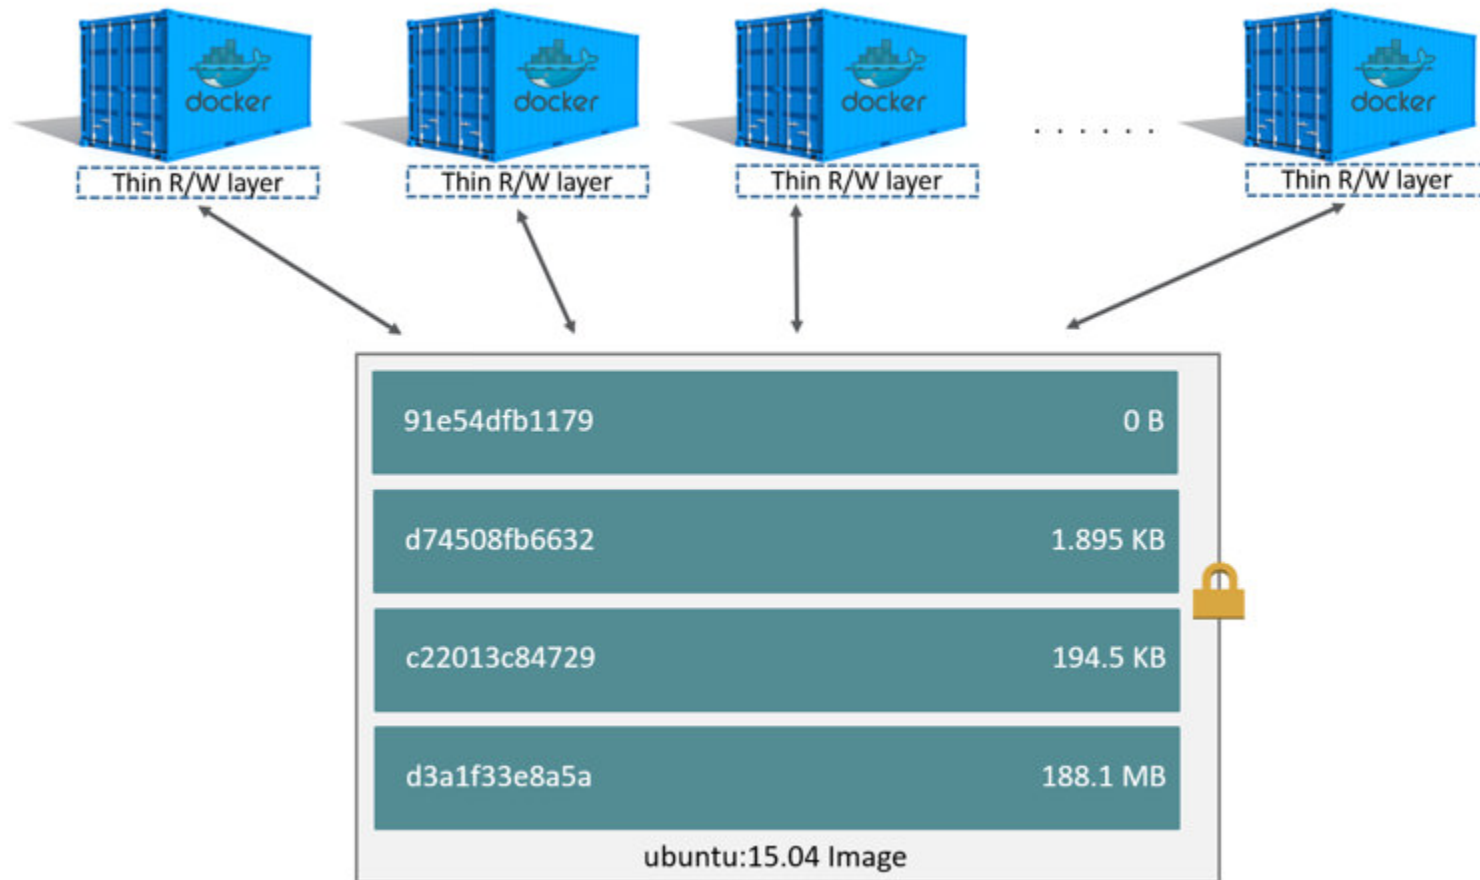 docker
docker
docker
docker
Thin R/W layer
Thin R/W layer
Thin R/W layer
. . . . . .
Thin R/W layer
91e54dfb1179 0 B
d74508fb6632 1.895 KB
c22013c84729 194.5 KB
d3a1f33e8a5a 188.1 MB
ubuntu:15.04 Image